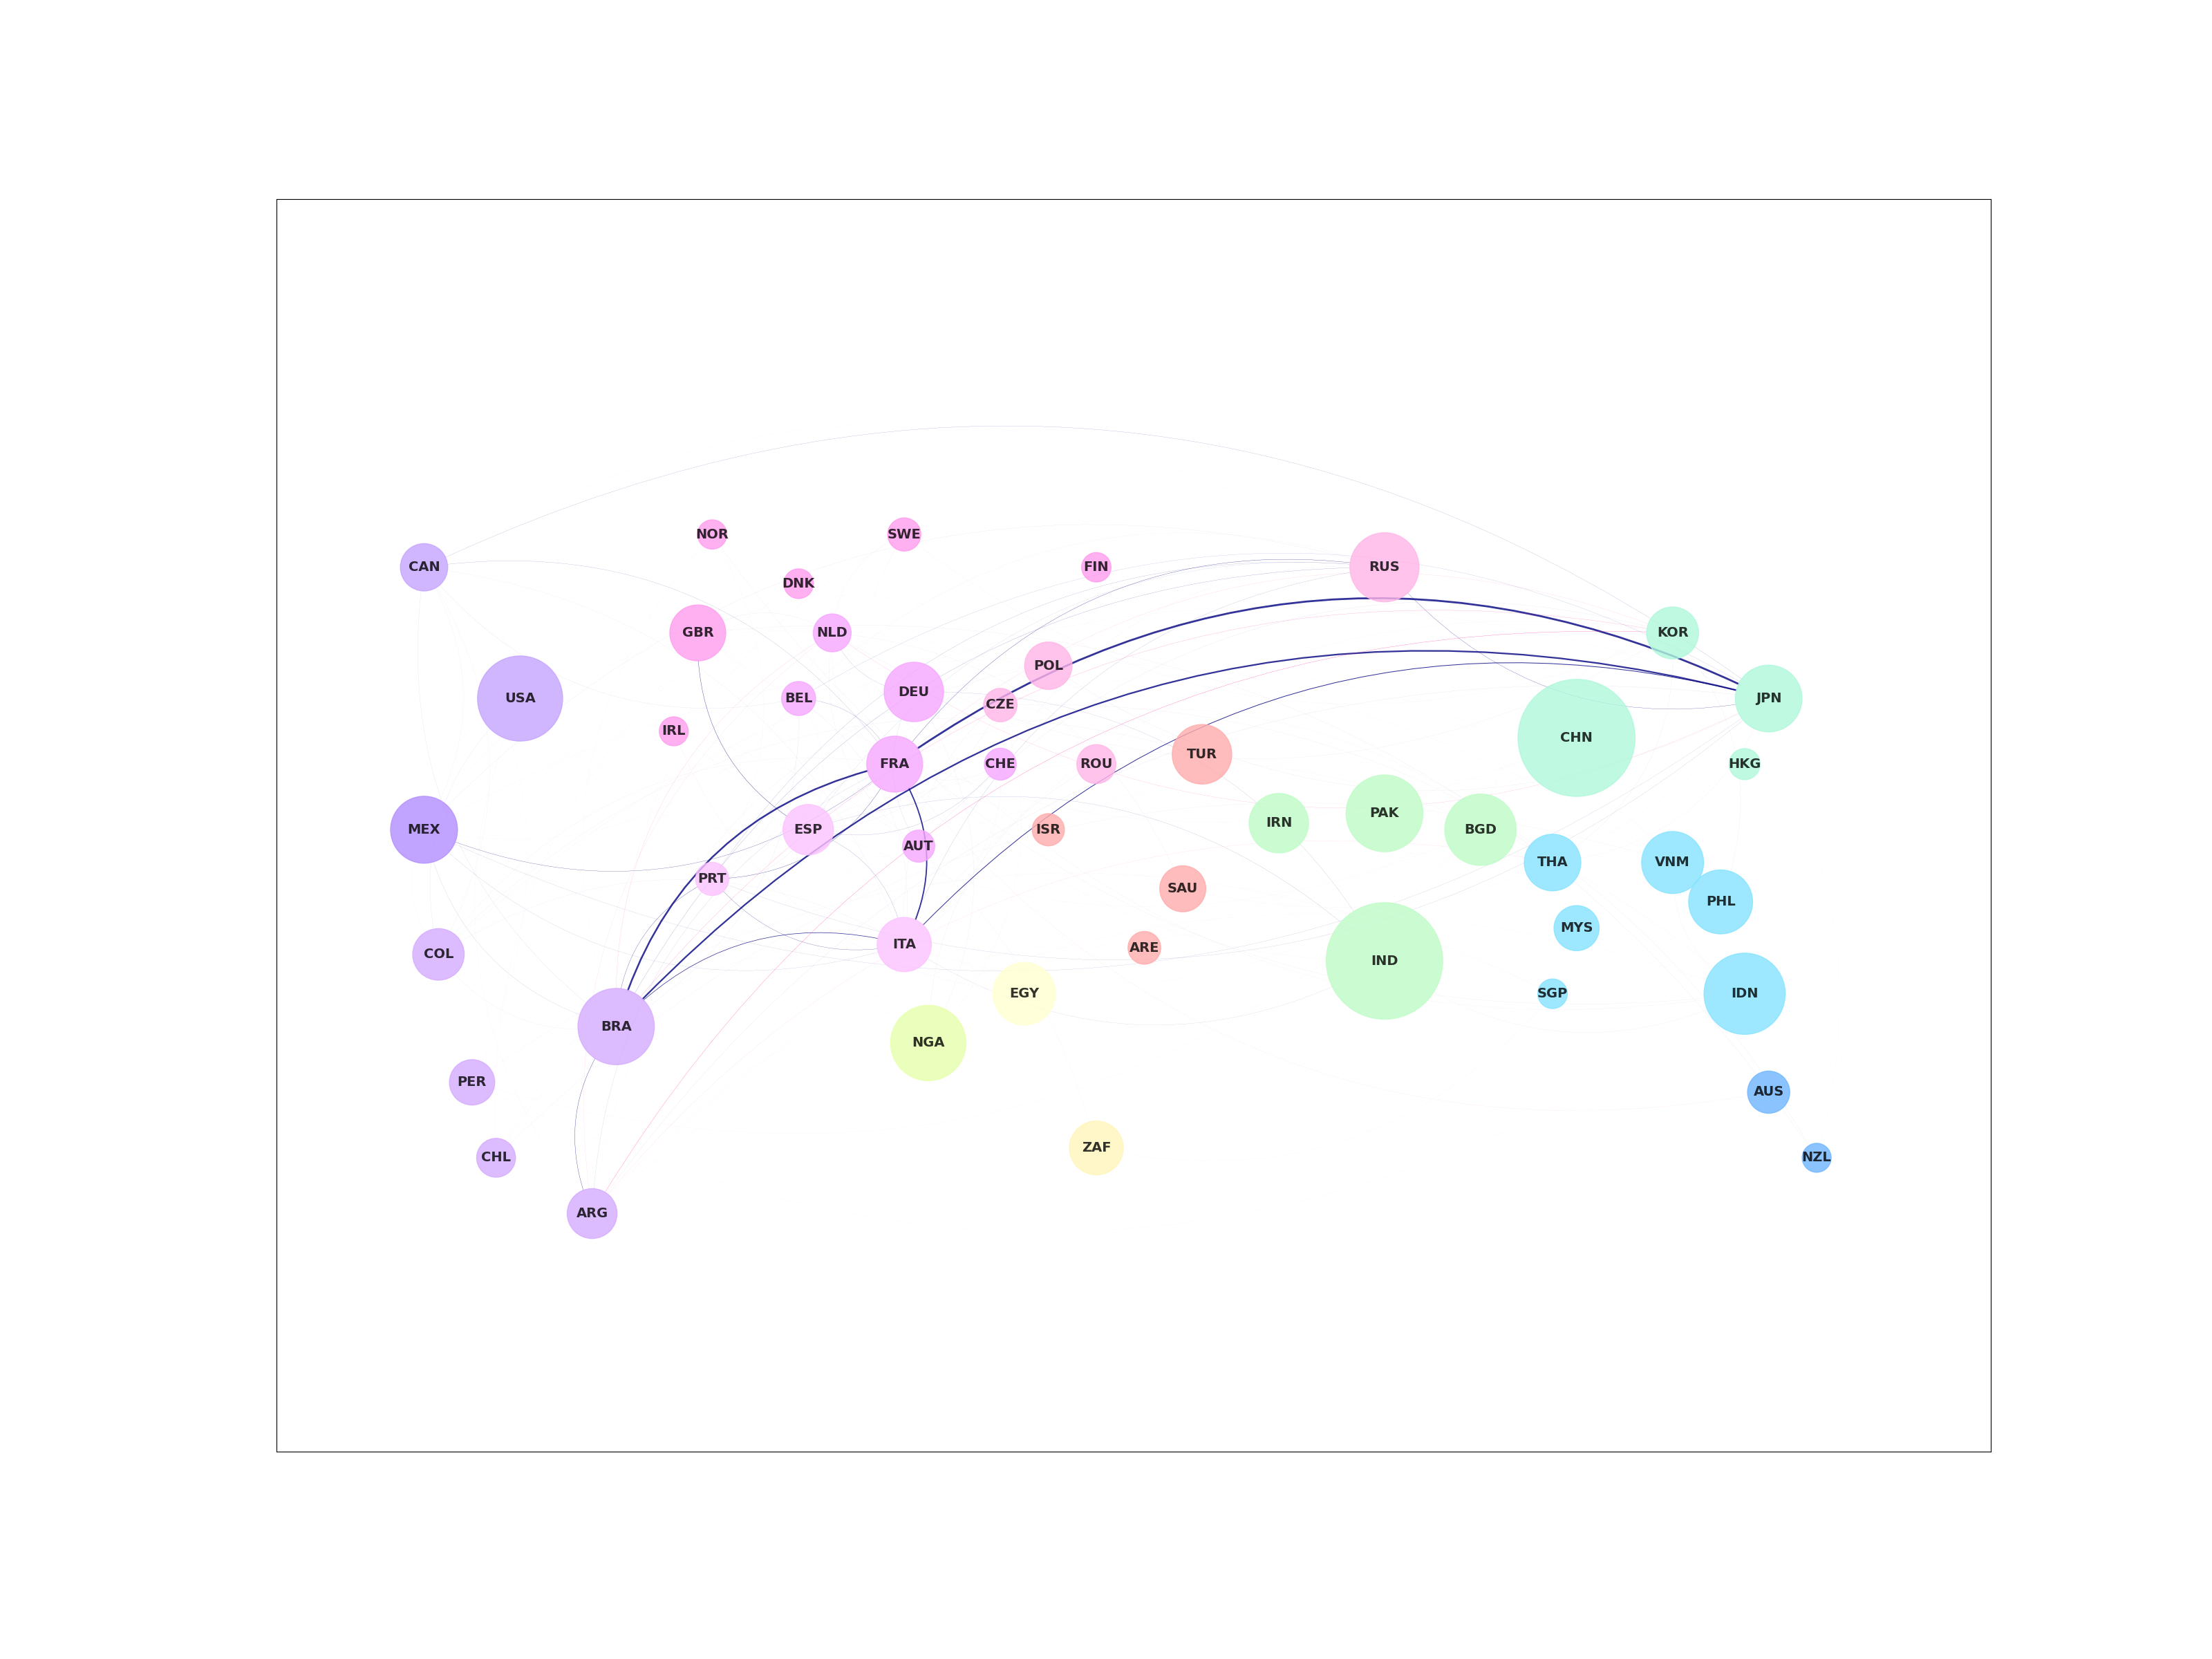 NOR
SWE
CAN
FIN
RUS
DNK
GBR
NLD
KOR
POL
DEU
USA
BEL
CZE
JPN
IRL
CHN
TUR
FRA
CHE
ROU
HKG
PAK
IRN
MEX
ESP
ISR
BGD
AUT
THA
VNM
PRT
SAU
PHL
MYS
ITA
ARE
COL
IND
EGY
SGP
IDN
BRA
NGA
PER
AUS
ZAF
CHL
NZL
ARG